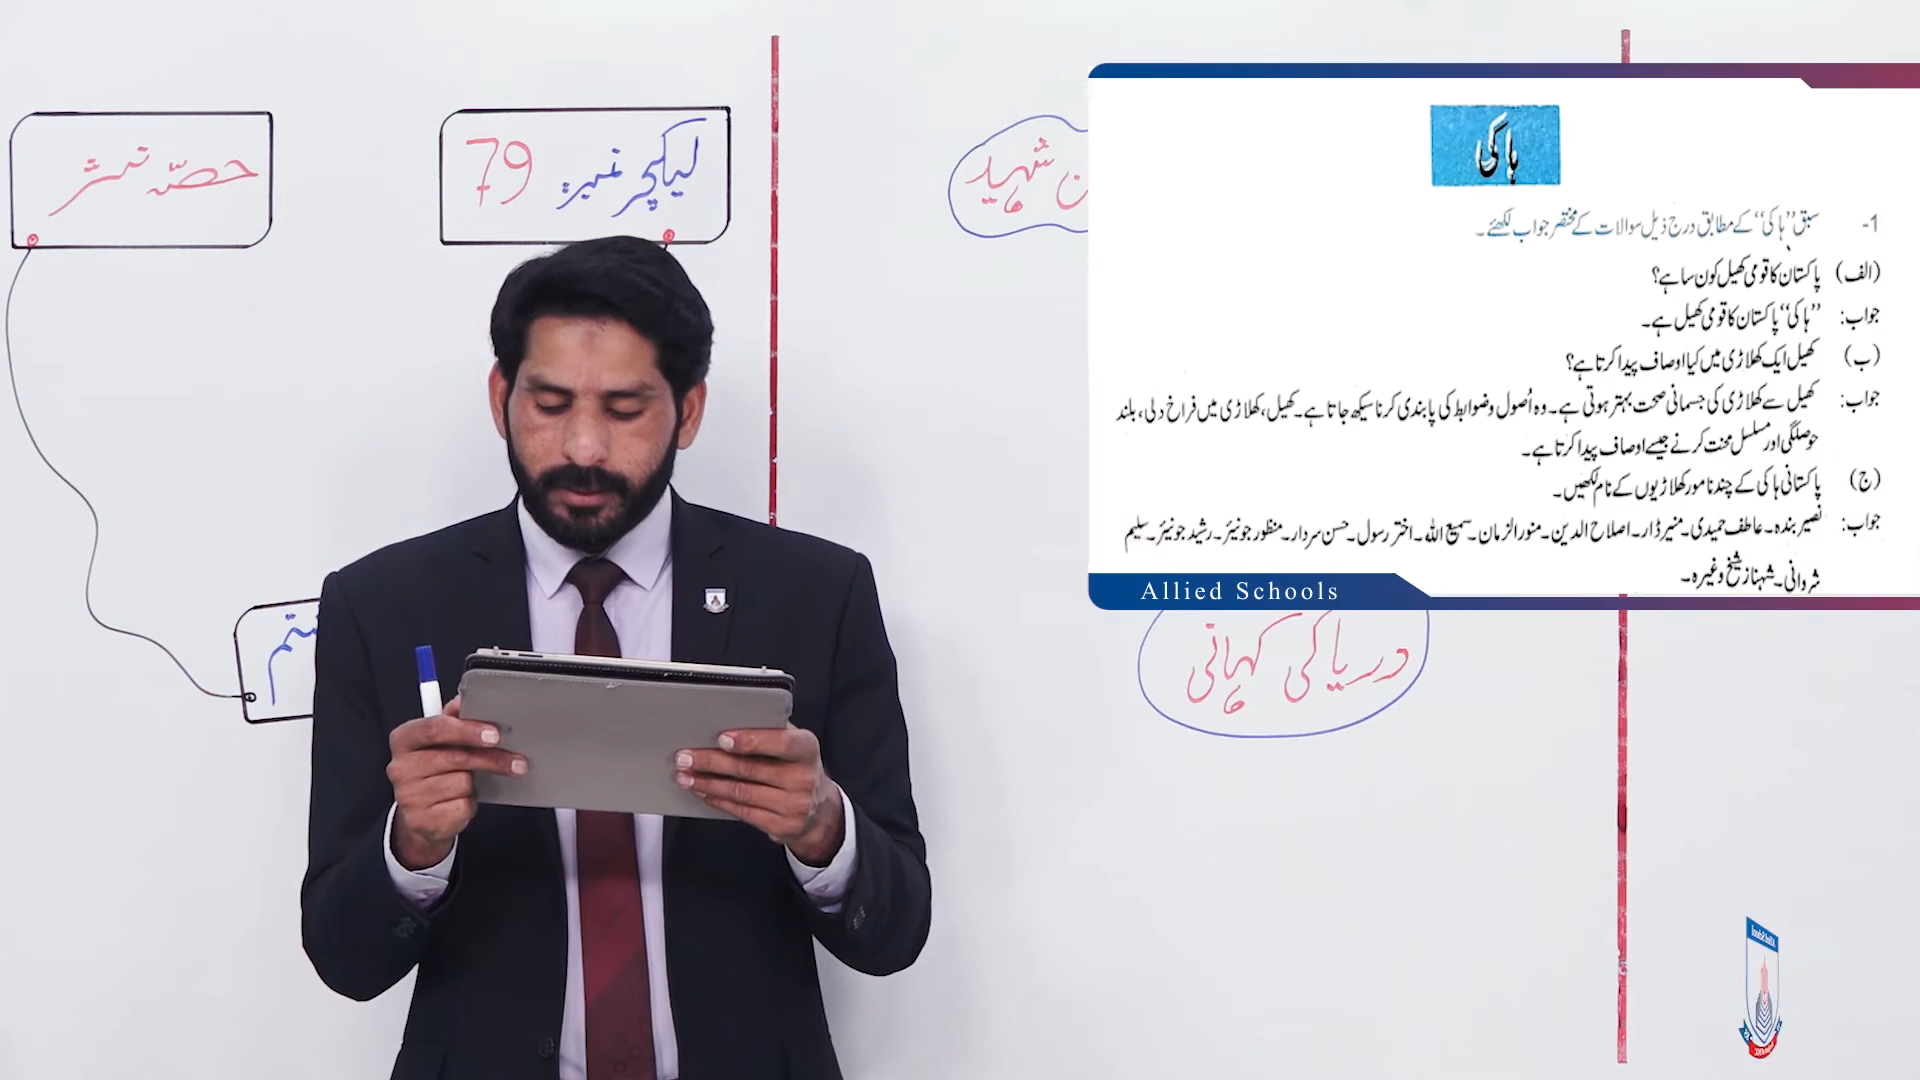 حصّہ نثر
لیکچر نمبر: 79
ن شہید
ہاکی
1- سبق ”ہاکی“ کے مطابق درج ذیل سوالات کے مختصر جواب لکھئے۔
(الف) پاکستان کا قومی کھیل کون سا ہے؟
جواب: ”ہاکی“ پاکستان کا قومی کھیل ہے۔
(ب) کھیل ایک کھلاڑی میں کیا اوصاف پیدا کرتا ہے؟
جواب: کھیل سے کھلاڑی کی جسمانی صحت بہتر ہوتی ہے۔ وہ اُصول وضوابط کی پابندی کرنا سیکھ جاتا ہے۔ کھیل، کھلاڑی میں فراخ دلی، بلند
حوصلگی اور مسلسل محنت کرنے جیسے اوصاف پیدا کرتا ہے۔
(ج) پاکستانی ہاکی کے چند نامور کھلاڑیوں کے نام لکھیں۔
جواب: نصیر بندہ۔ عاطف حمیدی۔ منیر ڈار۔ اصلاح الدین۔ منور الزمان۔ سمیع اللہ۔ اختر رسول۔ حسن سردار۔ منظور جونیئر۔ رشید جونیئر۔ سلیم
شروانی۔ شہناز شیخ وغیرہ۔
Allied Schools
ستم
دریا کی کہانی